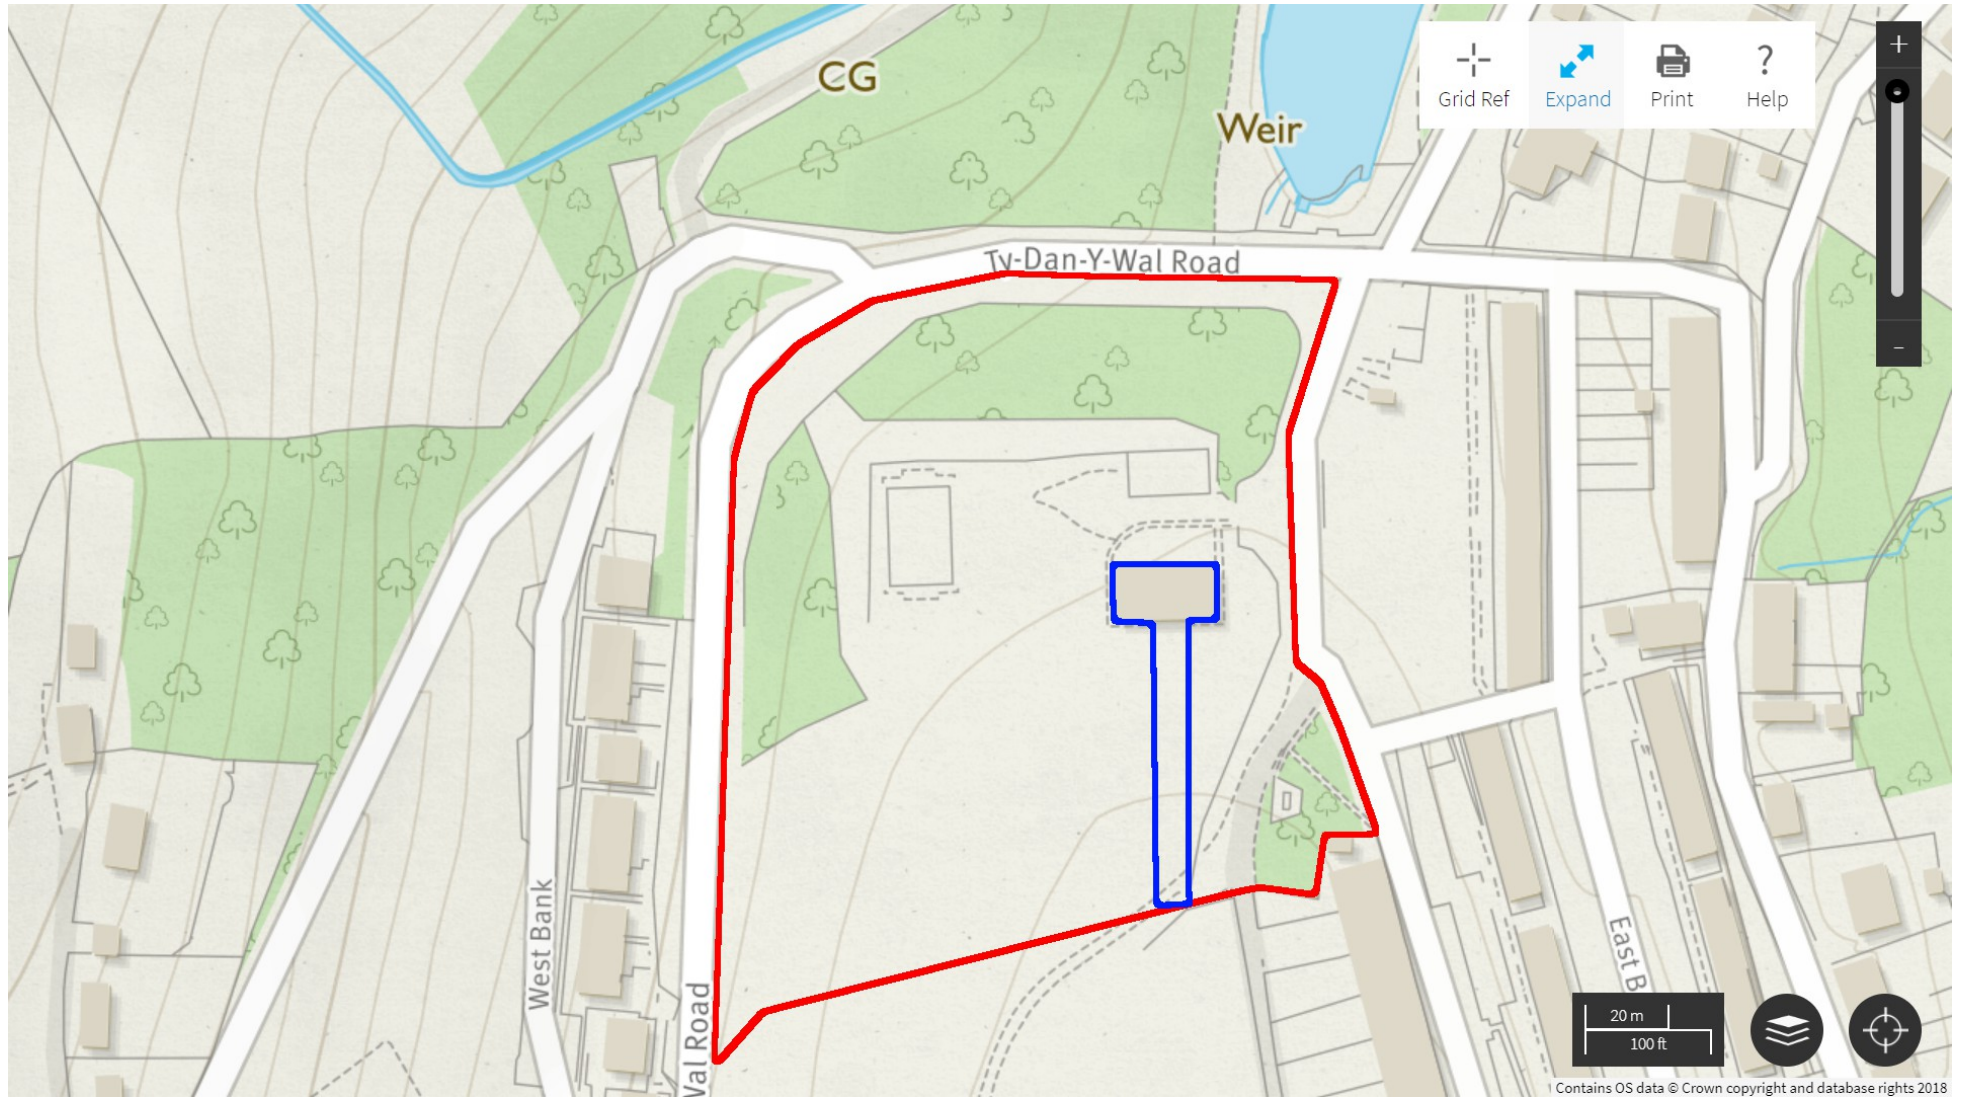 CG
Weir
Grid Ref
Expand
Print
?
Help
+
Ty-Dan-Y-Wal Road
-
West Bank
Wal Road
East B
20 m
100 ft
Contains OS data © Crown copyright and database rights 2018